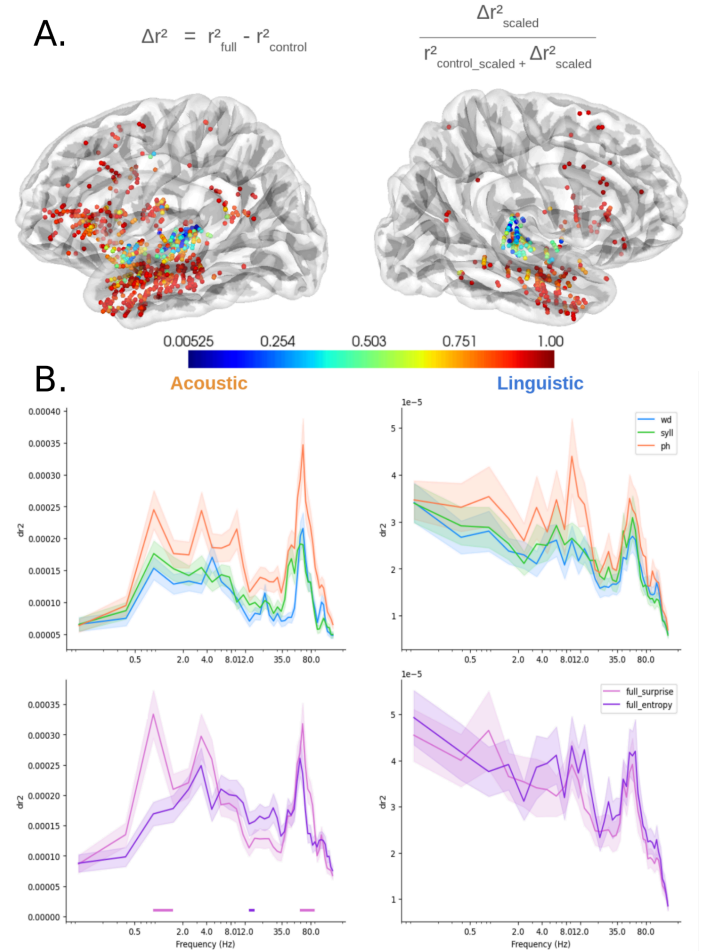 A.
Δr² = r²full - r²control
Δr²scaled
r²control_scaled + Δr²scaled
0.00525 0.254 0.503 0.751 1.00
B.
Acoustic Linguistic
1e−5
0.00040
0.00035
0.00030
0.00025
0.00020
0.00015
0.00010
0.00005
dr2
0.5 2.0 4.0 8.012.0 35.0 80.0
5
4
3
2
1
dr2
wd
syll
ph
0.5 2.0 4.0 8.012.0 35.0 80.0
0.00035
0.00030
0.00025
0.00020
0.00015
0.00010
0.00005
0.00000
dr2
0.5 2.0 4.0 8.012.0 35.0 80.0
Frequency (Hz)
1e−5
5
4
3
2
1
dr2
full_surprise
full_entropy
0.5 2.0 4.0 8.012.0 35.0 80.0
Frequency (Hz)